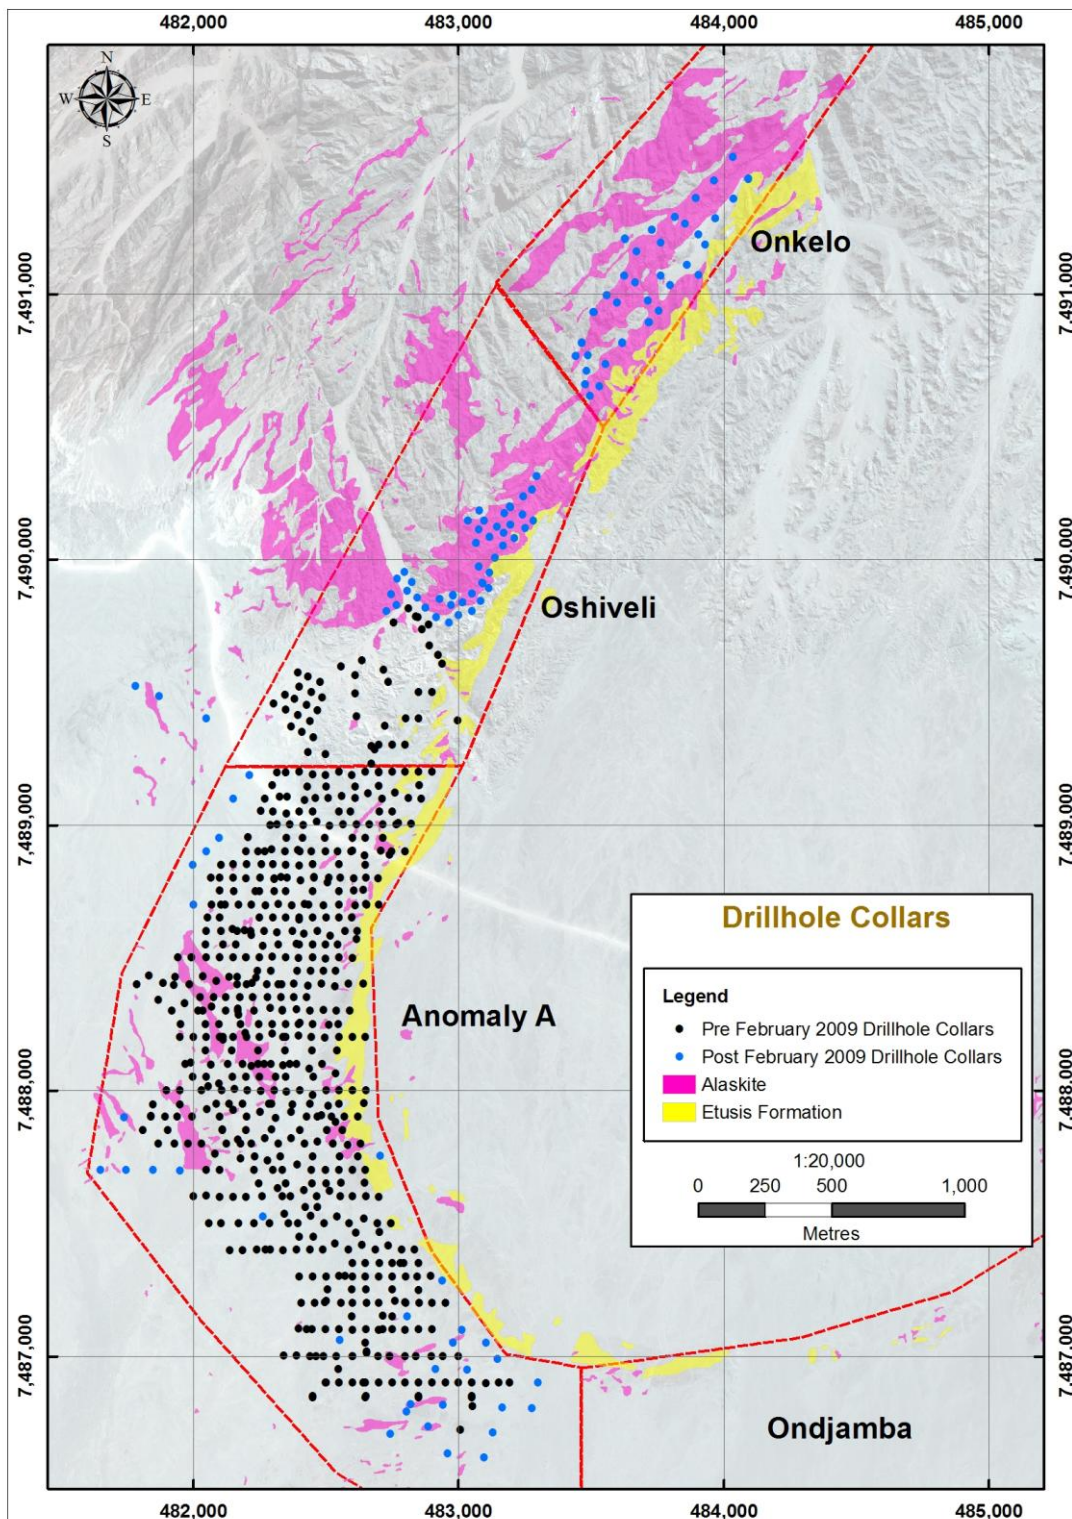 482,000 483,000 484,000 485,000
N
W E
S
Onkelo
7,491,000 7,491,000
7,490,000 7,490,000
Oshiveli
7,489,000 7,489,000
Drillhole Collars
Anomaly A
Legend
Pre February 2009 Drillhole Collars
Post February 2009 Drillhole Collars
Alaskite
Etusis Formation
7,488,000 7,488,000
1:20,000
0 250 500 1,000
Metres
7,487,000 7,487,000
Ondjamba
482,000 483,000 484,000 485,000